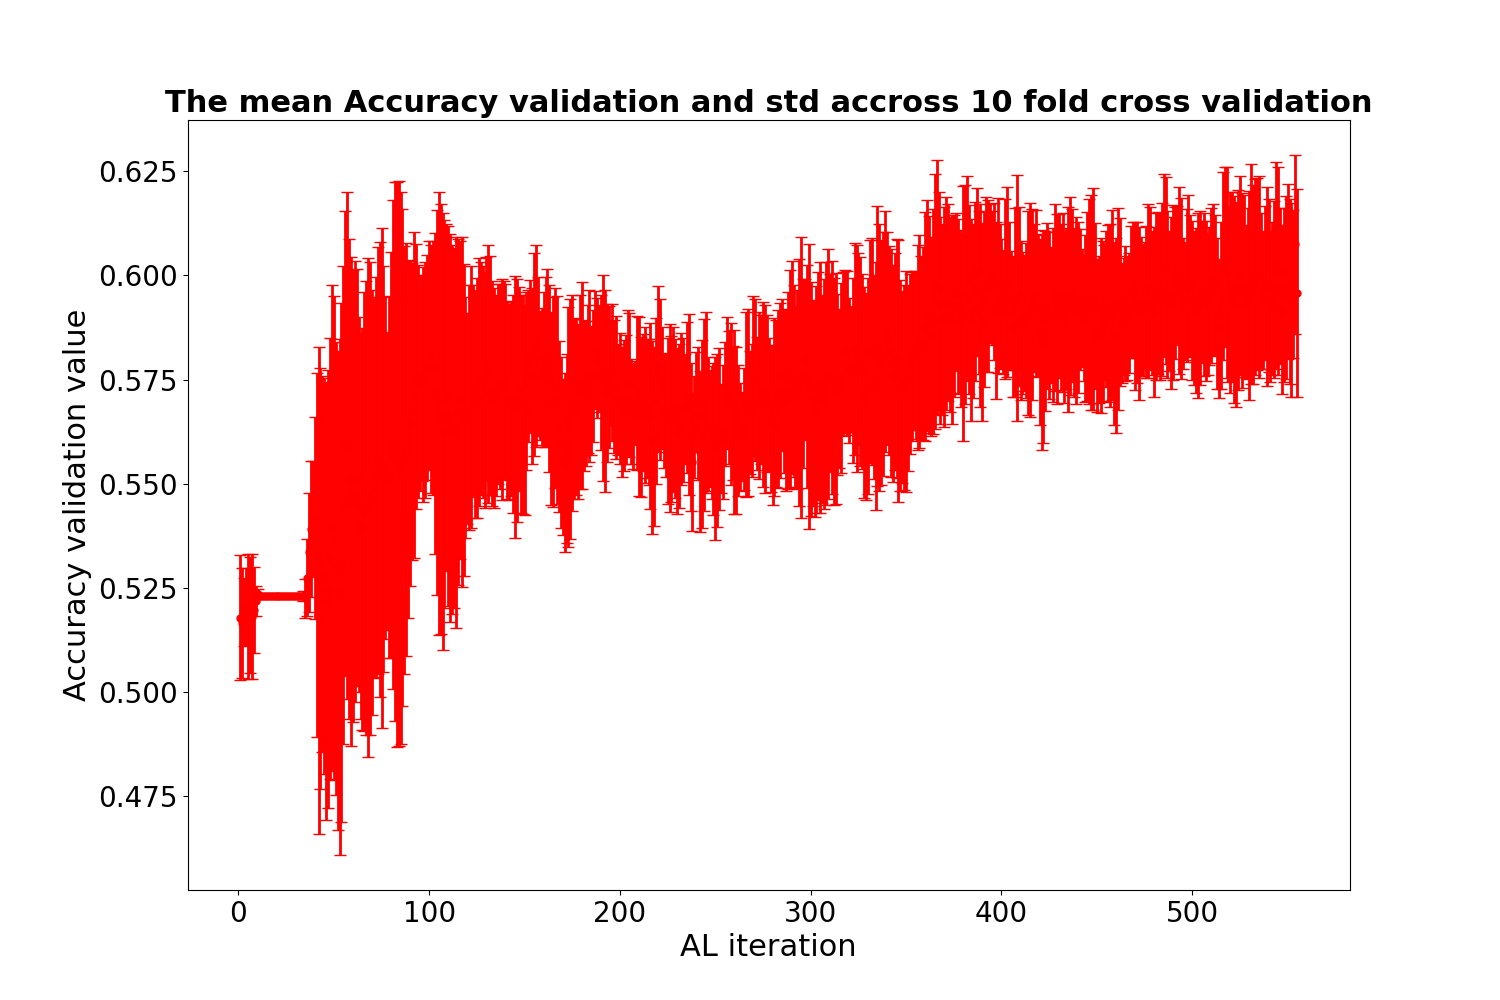 The mean Accuracy validation and std accross 10 fold cross validation
Accuracy validation value
0.625
0.600
0.575
0.550
0.525
0.500
0.475
0 100 200 300 400 500
AL iteration